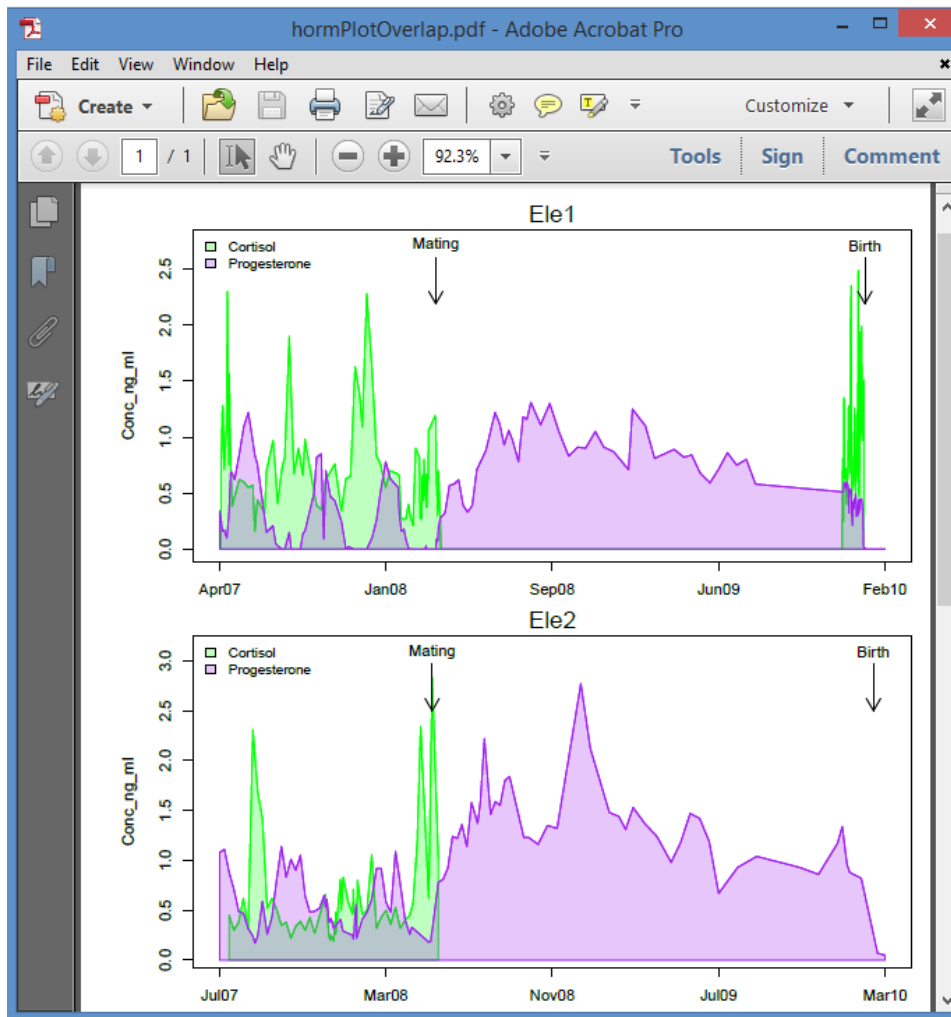 hormPlotOverlap.pdf - Adobe Acrobat Pro
File Edit View Window Help
Create Customize
1 / 1 92.3% Tools Sign Comment
Ele1
Cortisol
Progesterone
Mating
Birth
Conc_ng_ml
2.5
2.0
1.5
1.0
0.5
0.0
Apr07 Jan08 Sep08 Jun09 Feb10
Ele2
Cortisol
Progesterone
Mating
Birth
Conc_ng_ml
3.0
2.5
2.0
1.5
1.0
0.5
0.0
Jul07 Mar08 Nov08 Jul09 Mar10